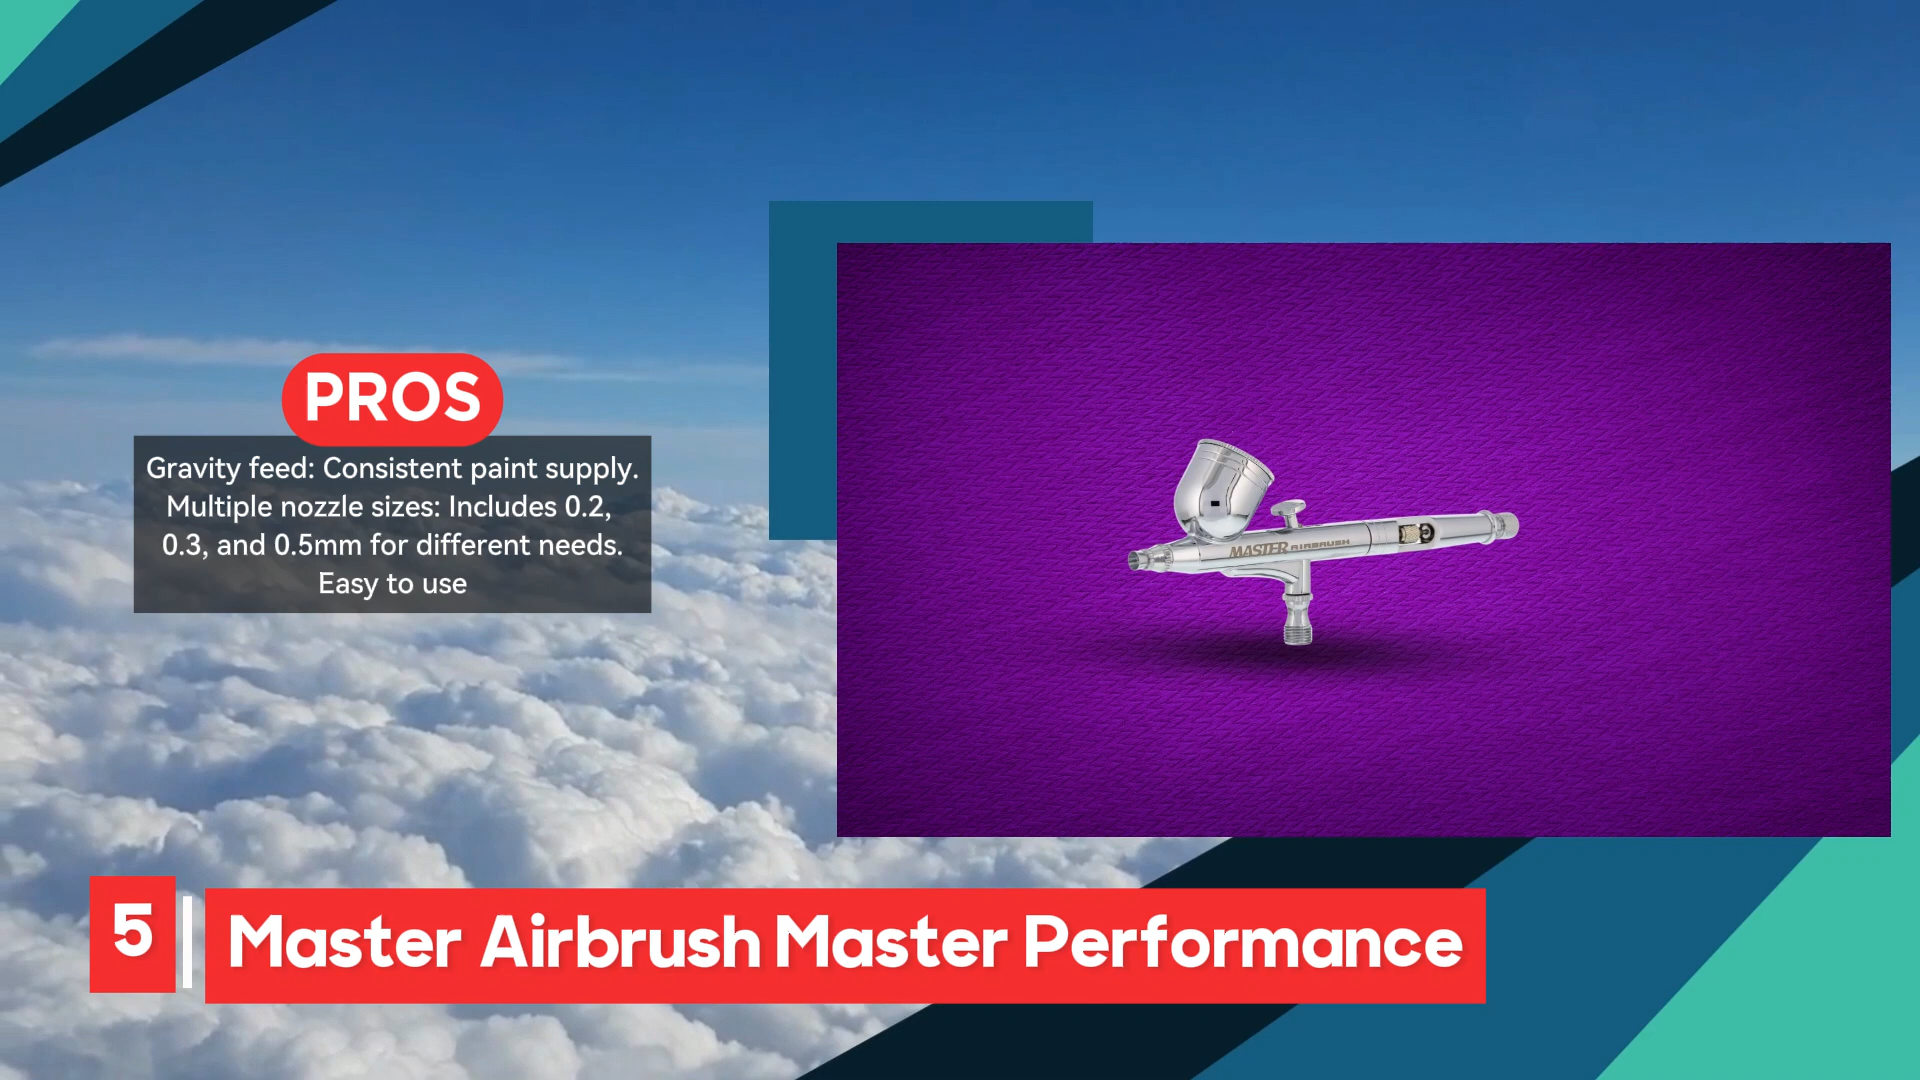 PROS
Gravity feed: Consistent paint supply.
Multiple nozzle sizes: Includes 0.2,
0.3, and 0.5mm for different needs.
Easy to use
MASTER AIRBRUSH
5
Master Airbrush Master Performance